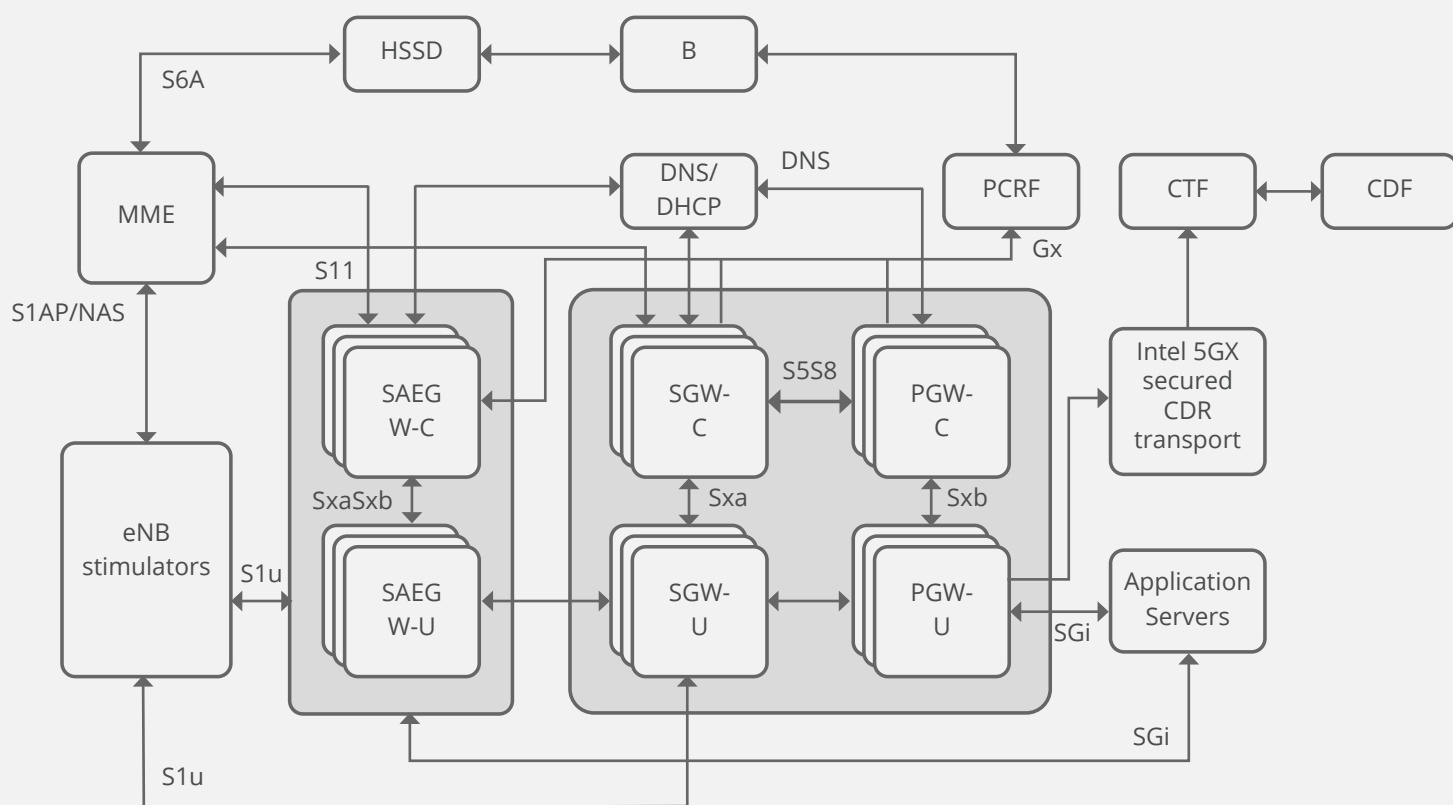 HSSD
B
S6A
MME
DNS/
DHCP
DNS
PCRF
CTF
CDF
Gx
S11
S1AP/NAS
SAEG
W-C
SGW-
C
S5S8
PGW-
C
Intel 5GX
secured
CDR
transport
SxaSxb
Sxa
Sxb
eNB
stimulators
S1u
SAEG
W-U
SGW-
U
PGW-
U
Application
Servers
SGi
SGi
S1u